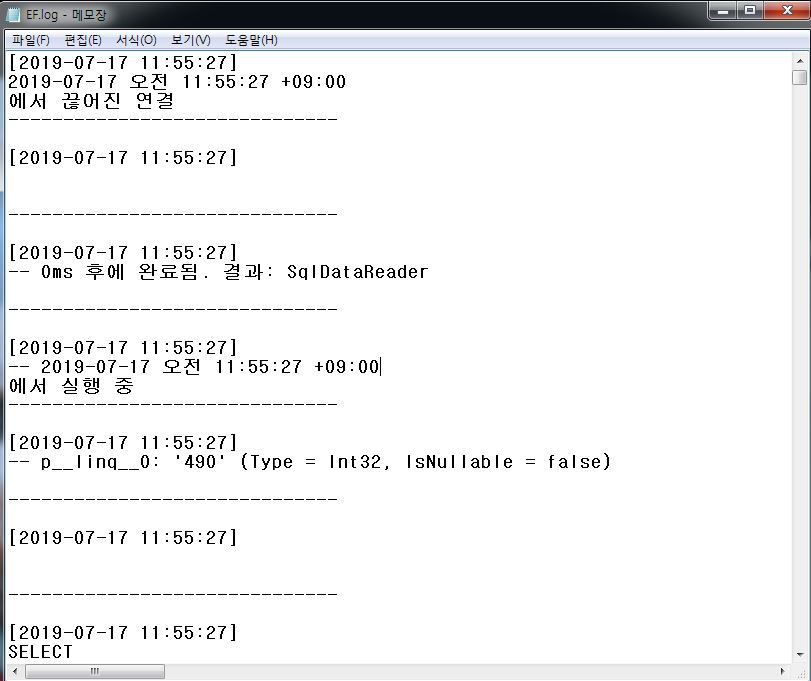 EF.log - 메모장
파일(F) 편집(E) 서식(O) 보기(V) 도움말(H)
[2019-07-17 11:55:27]
2019-07-17 오전 11:55:27 +09:00
에서 끊어진 연결
------------------------------
[2019-07-17 11:55:27]
------------------------------
[2019-07-17 11:55:27]
-- 0ms 후에 완료됨. 결과: SqlDataReader
------------------------------
[2019-07-17 11:55:27]
-- 2019-07-17 오전 11:55:27 +09:00
에서 실행 중
------------------------------
[2019-07-17 11:55:27]
-- p__linq__0: '490' (Type = Int32, IsNullable = false)
------------------------------
[2019-07-17 11:55:27]
------------------------------
[2019-07-17 11:55:27]
SELECT